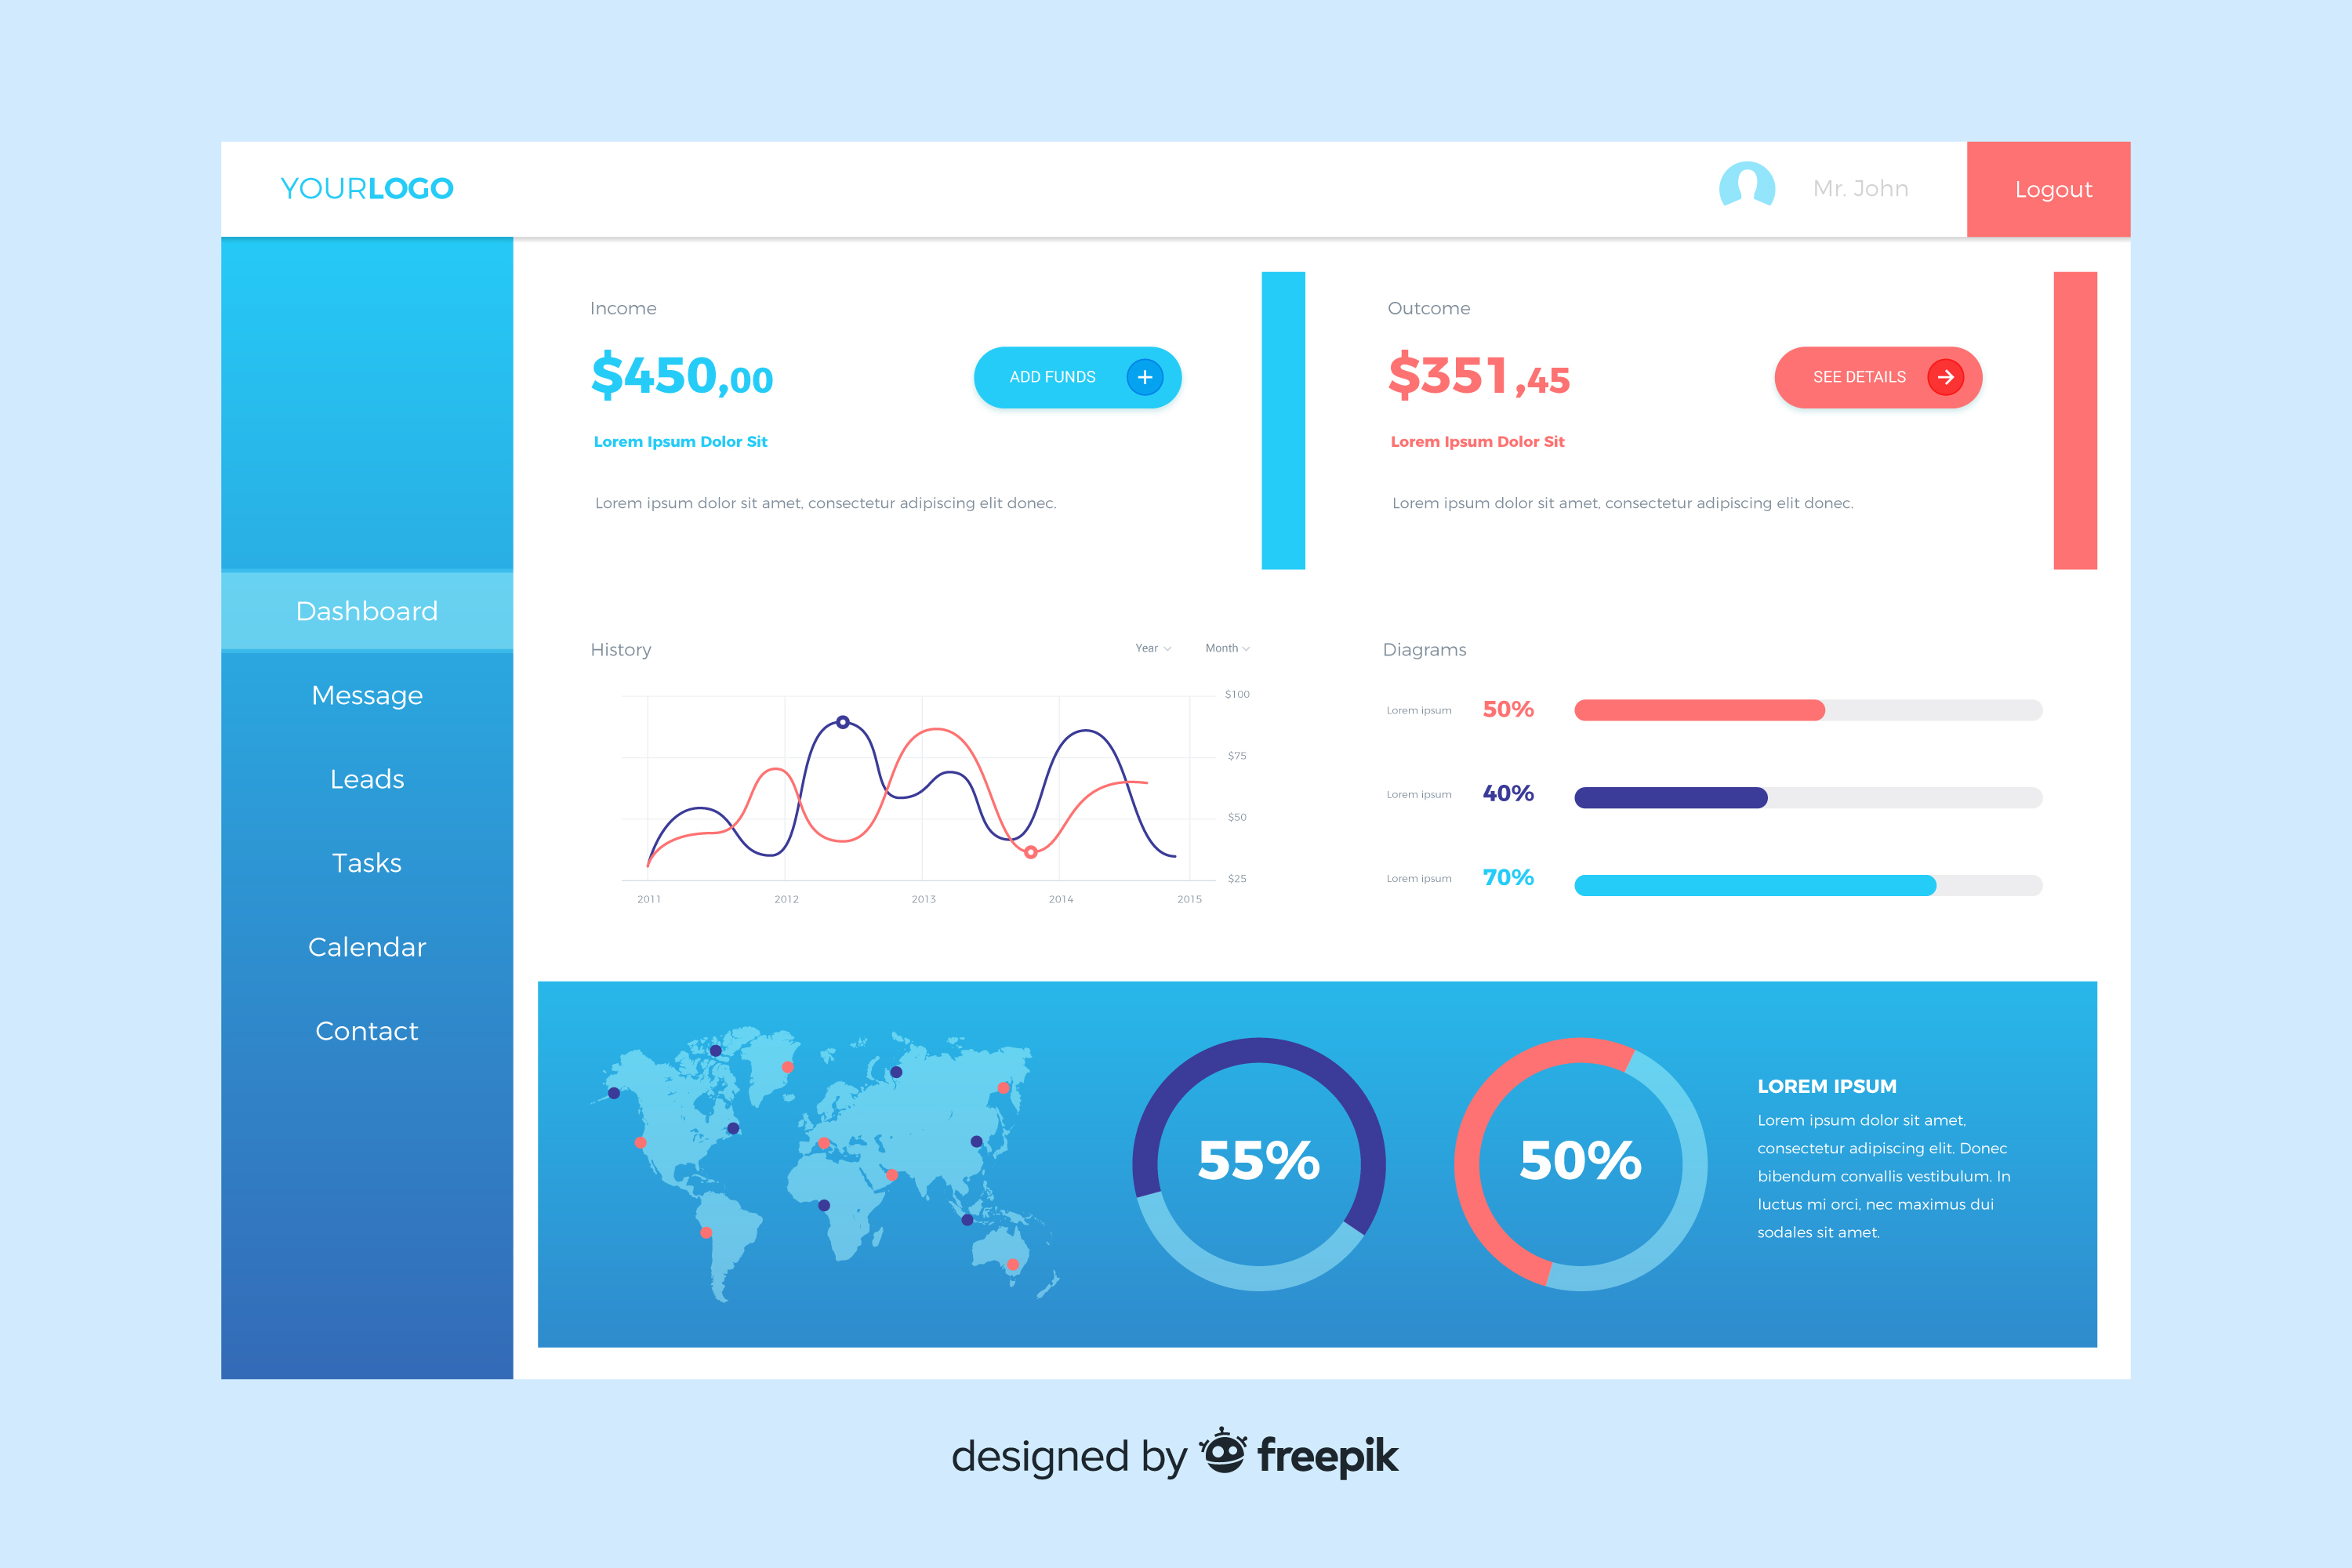 YOURLOGO
Mr. John
Logout
Dashboard
Message
Leads
Tasks
Calendar
Contact
Income
$450,00
ADD FUNDS
Lorem Ipsum Dolor Sit
Lorem ipsum dolor sit amet, consectetur adipiscing elit donec.
Outcome
$351,45
SEE DETAILS
Lorem Ipsum Dolor Sit
Lorem ipsum dolor sit amet, consectetur adipiscing elit donec.
History
Year
Month
$100
$75
$50
$25
2011 2012 2013 2014 2015
Diagrams
Lorem ipsum 50%
Lorem ipsum 40%
Lorem ipsum 70%
55%
50%
LOREM IPSUM
Lorem ipsum dolor sit amet,
consectetur adipiscing elit. Donec
bibendum convallis vestibulum. In
luctus mi orci, nec maximus dui
sodales sit amet.
designed by freepik